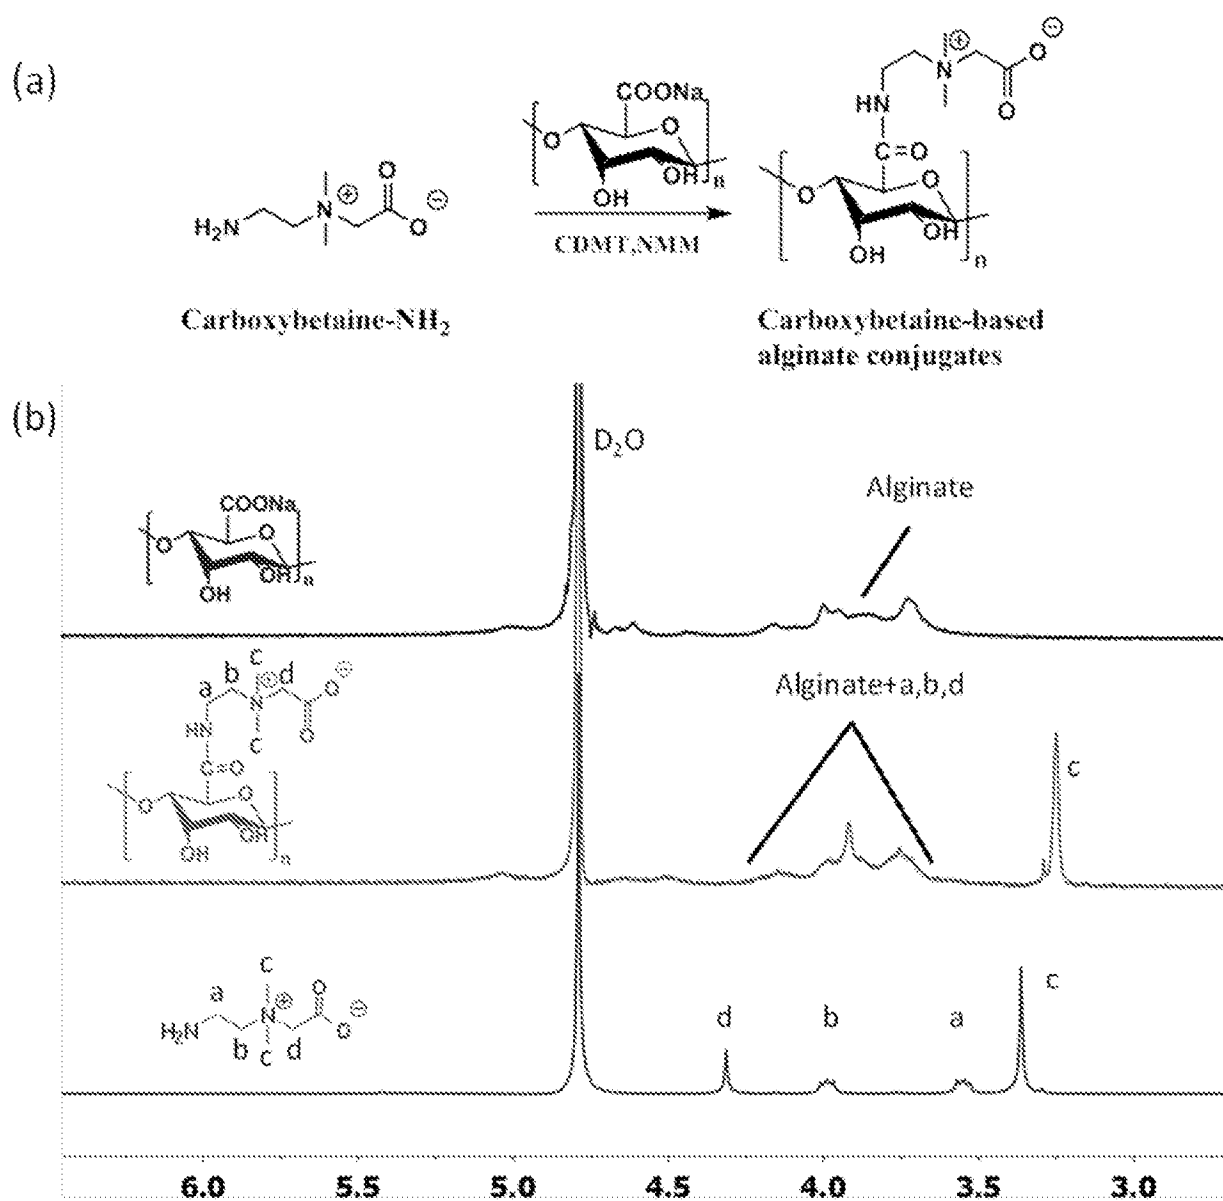 (a)
COONa
O
O
OH
OH
n
H₂N
N
⊕
O
O
⊖
CDMT,NMM
N
⊕
O
⊖
O
HN
C=O
O
O
OH
OH
n
Carboxybetaine-NH₂
Carboxybetaine-based
alginate conjugates
(b)
D₂O
Alginate
COONa
O
O
OH
OH
n
a
b
c
d
N
⊕
O
⊖
O
HN
c
C=O
O
O
OH
OH
n
Alginate+a,b,d
c
a
c
N
⊕
O
O
⊖
H₂N
b
c
d
d
b
a
c
6.0 5.5 5.0 4.5 4.0 3.5 3.0